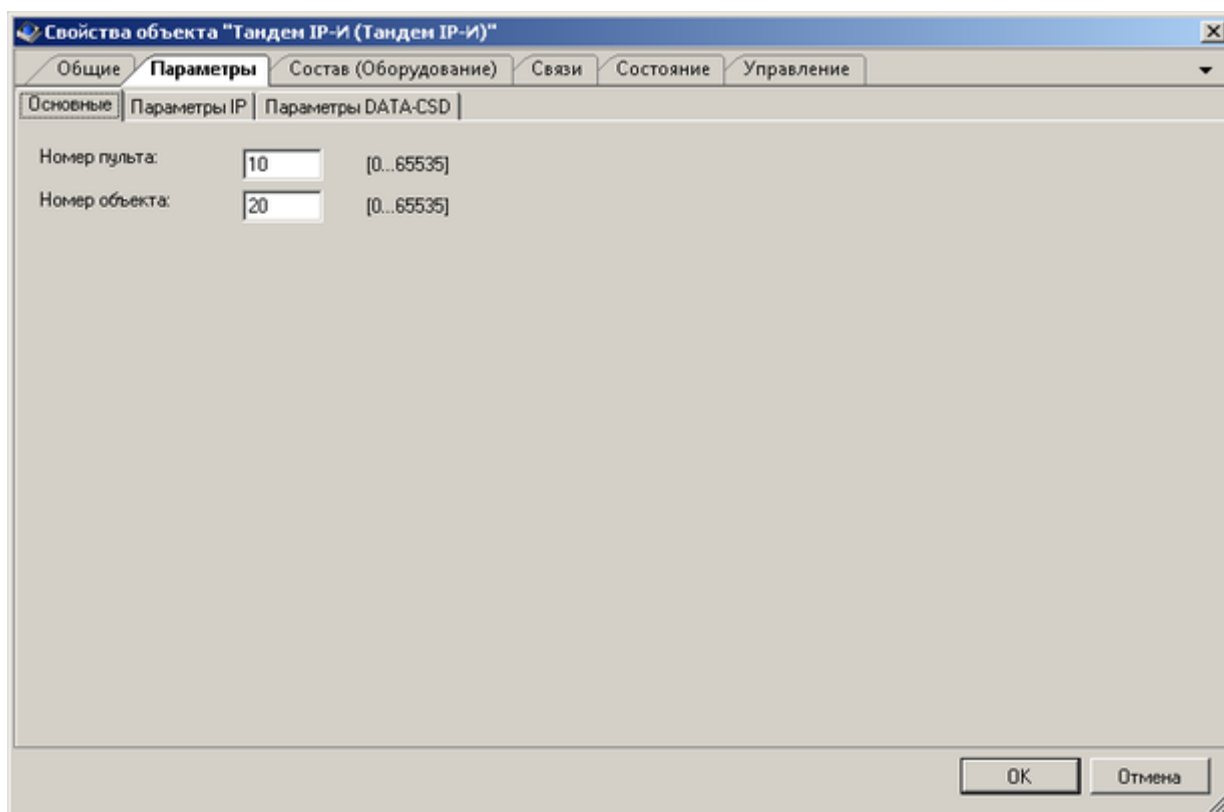 Свойства объекта "Тандем IP-И (Тандем IP-И)"
Общие Параметры Состав (Оборудование) Связи Состояние Управление
Основные Параметры IP Параметры DATA-CSD
Номер пульта: 10 [0...65535]
Номер объекта: 20 [0...65535]
OK Отмена